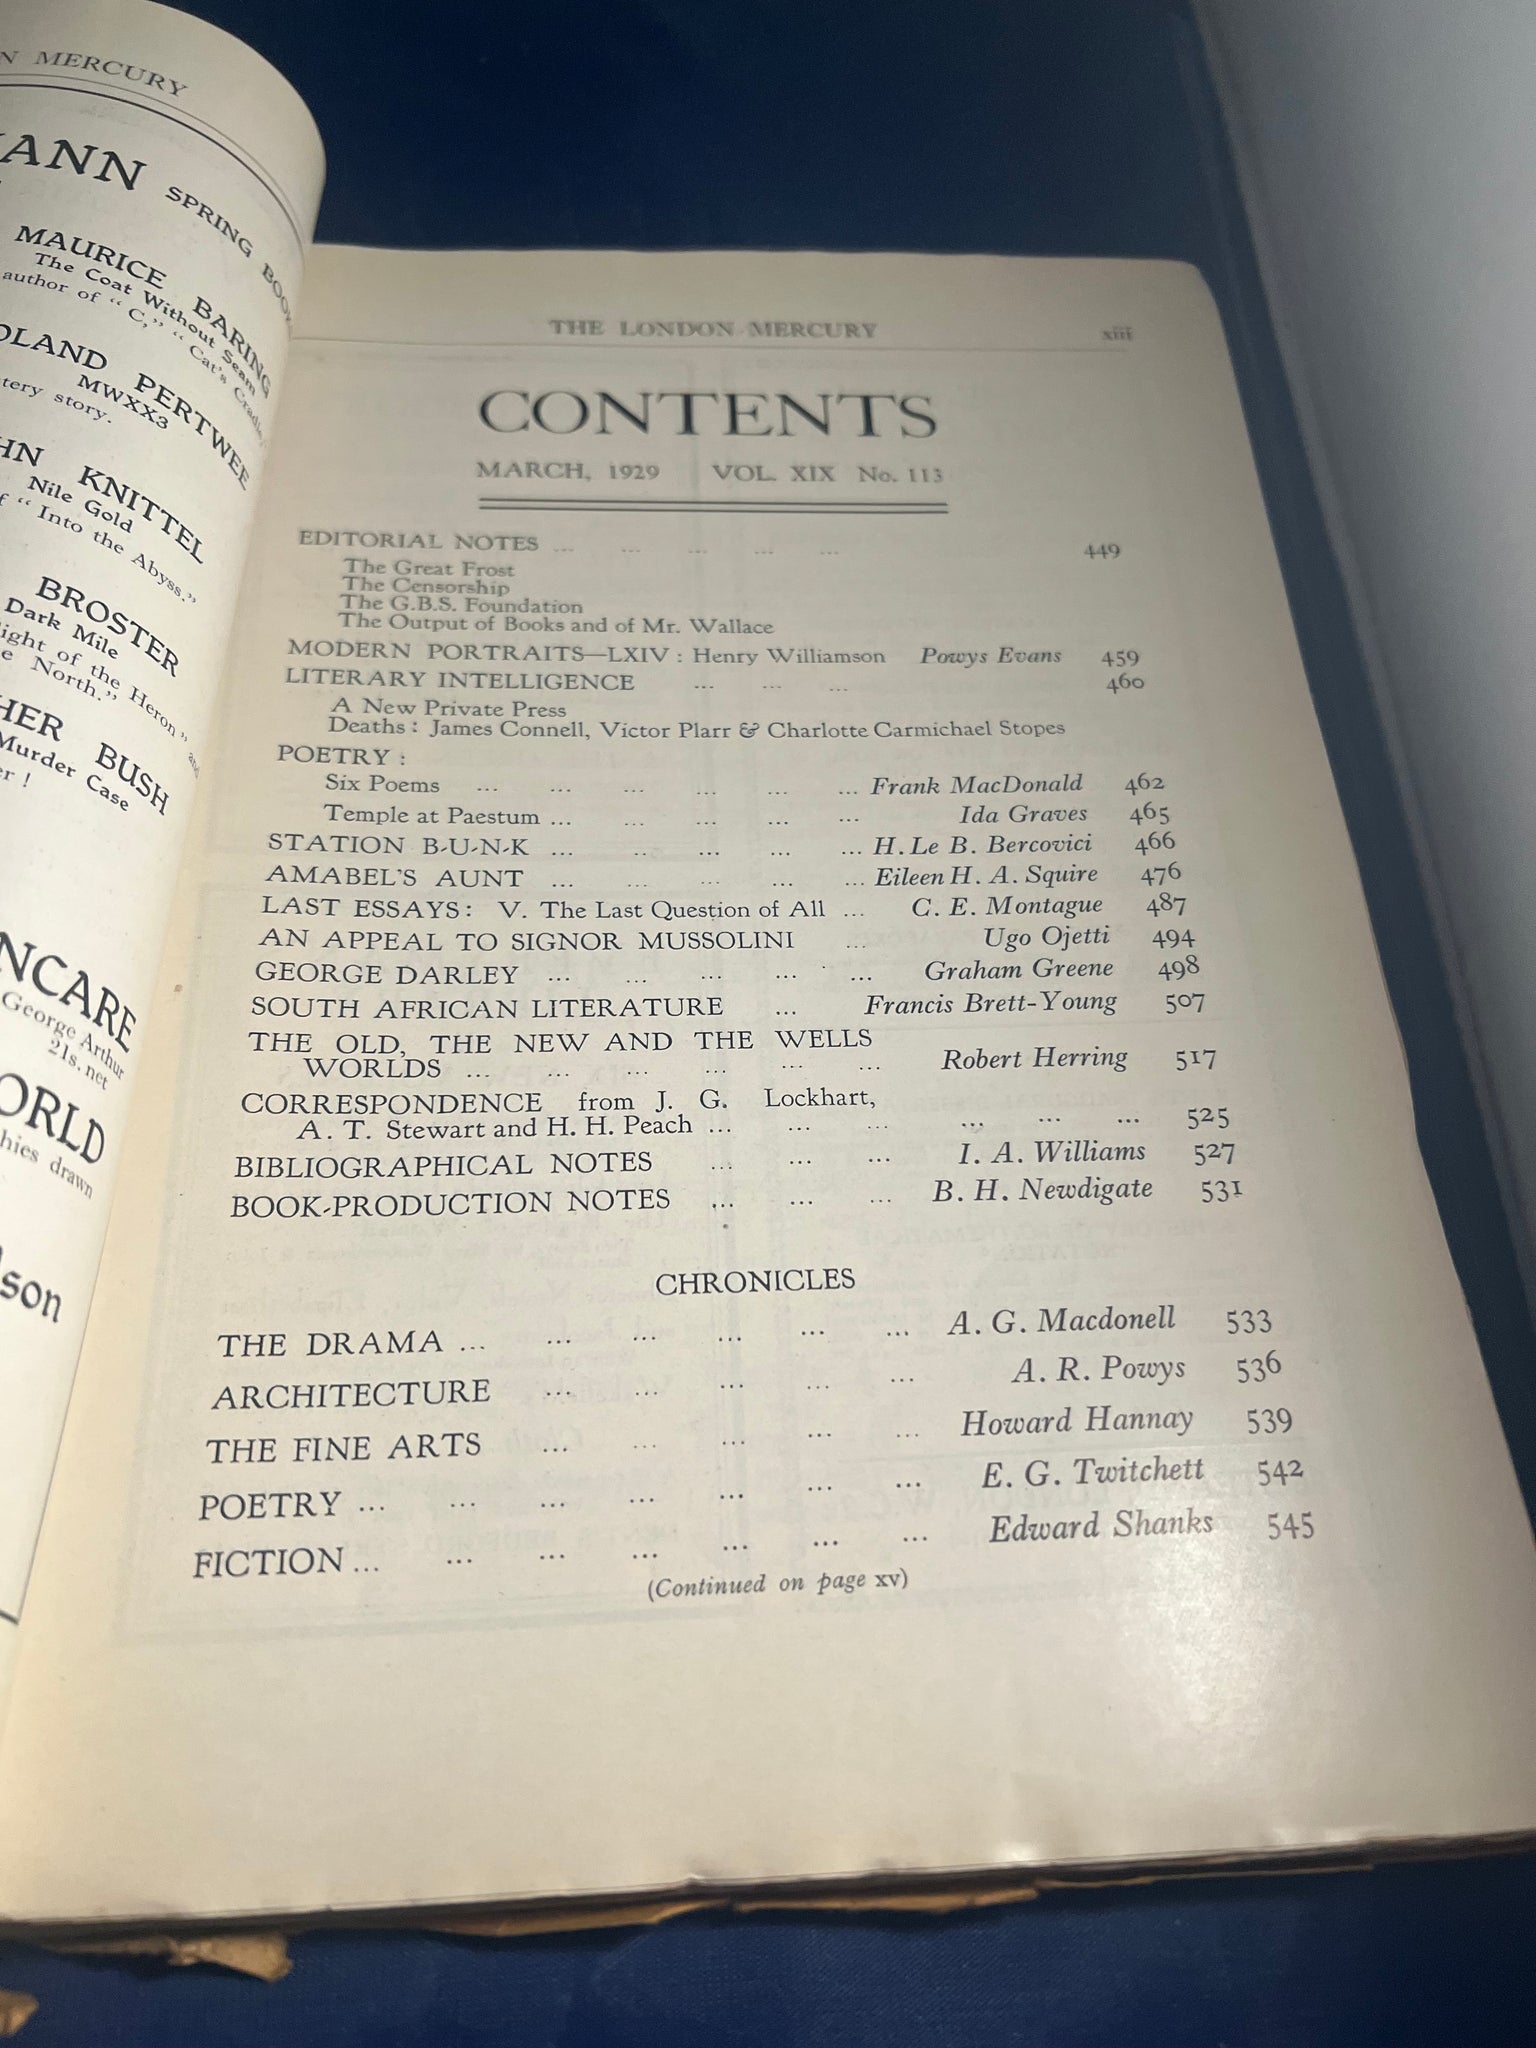 N MERCURY
ANN SPRING BOOK
MAURICE BARING
The Coat Without Seam
author of "C," "Cat's Cradle,"
OLAND PERTWEE
MWXX3
tery story.
HN KNITTEL
Nile Gold
f "Into the Abyss."
BROSTER
Dark Mile
light of the Heron" and
e North."
HER BUSH
Murder Case
er!
NCARE
George Arthur
21s. net
ORLD
hies drawn
lson
THE LONDON MERCURY xiii
CONTENTS
MARCH, 1929 VOL. XIX No. 113
EDITORIAL NOTES ... ... ... ... ... 449
The Great Frost
The Censorship
The G.B.S. Foundation
The Output of Books and of Mr. Wallace
MODERN PORTRAITS—LXIV: Henry Williamson Powys Evans 459
LITERARY INTELLIGENCE ... ... ... 460
A New Private Press
Deaths: James Connell, Victor Plarr & Charlotte Carmichael Stopes
POETRY:
Six Poems ... ... ... ... ... ... Frank MacDonald 462
Temple at Paestum ... ... ... ... ... Ida Graves 465
STATION B-U-N-K ... ... ... ... ... H. Le B. Bercovici 466
AMABEL'S AUNT ... ... ... ... ... Eileen H. A. Squire 476
LAST ESSAYS: V. The Last Question of All ... C. E. Montague 487
AN APPEAL TO SIGNOR MUSSOLINI ... Ugo Ojetti 494
GEORGE DARLEY ... ... ... ... ... Graham Greene 498
SOUTH AFRICAN LITERATURE ... Francis Brett-Young 507
THE OLD, THE NEW AND THE WELLS
WORLDS ... ... ... ... ... ... Robert Herring 517
CORRESPONDENCE from J. G. Lockhart,
A. T. Stewart and H. H. Peach ... ... ... ... ... ... 525
BIBLIOGRAPHICAL NOTES ... ... ... I. A. Williams 527
BOOK-PRODUCTION NOTES ... ... ... B. H. Newdigate 531
CHRONICLES
THE DRAMA ... ... ... ... ... ... A. G. Macdonell 533
ARCHITECTURE ... ... ... ... ... A. R. Powys 536
THE FINE ARTS ... ... ... ... ... Howard Hannay 539
POETRY ... ... ... ... ... ... ... E. G. Twitchett 542
FICTION ... ... ... ... ... ... ... Edward Shanks 545
(Continued on page xv)